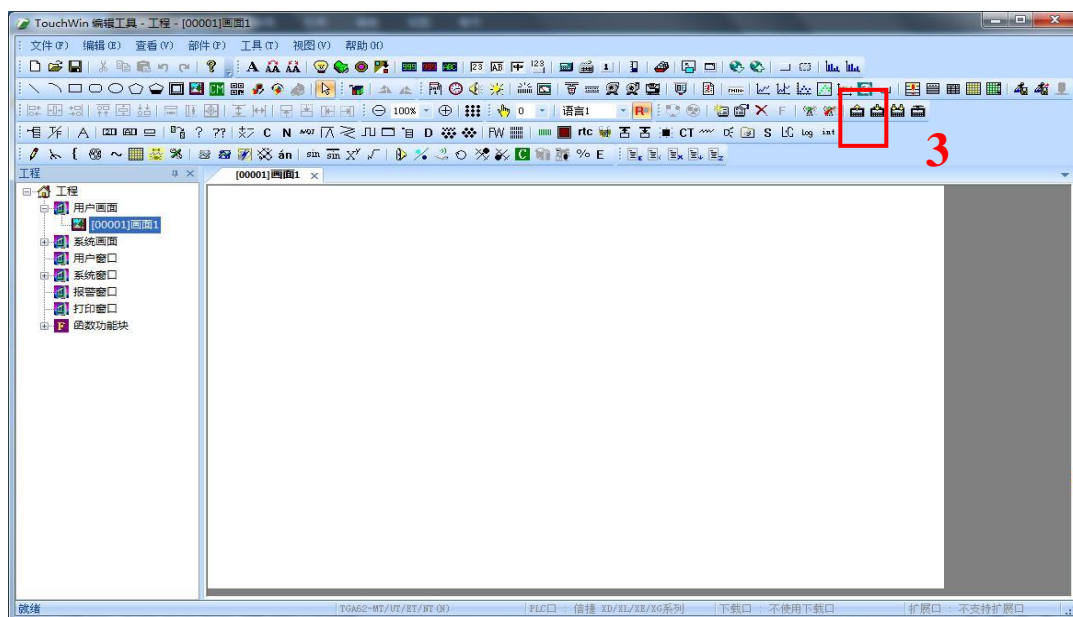 TouchWin 编辑工具 - 工程 - [00001]画面1
文件(F) 编辑(E) 查看(V) 部件(P) 工具(T) 视图(V) 帮助(H)
100% 0 语言1
3
工程
[00001]画面1
工程
用户画面
[00001]画面1
系统画面
用户窗口
系统窗口
报警窗口
打印窗口
函数功能块
就绪 TGA62-MT/UT/ET/NT(H) PLC口 : 信捷 XD/XL/XE/XG系列 下载口 : 不使用下载口 扩展口 : 不支持扩展口